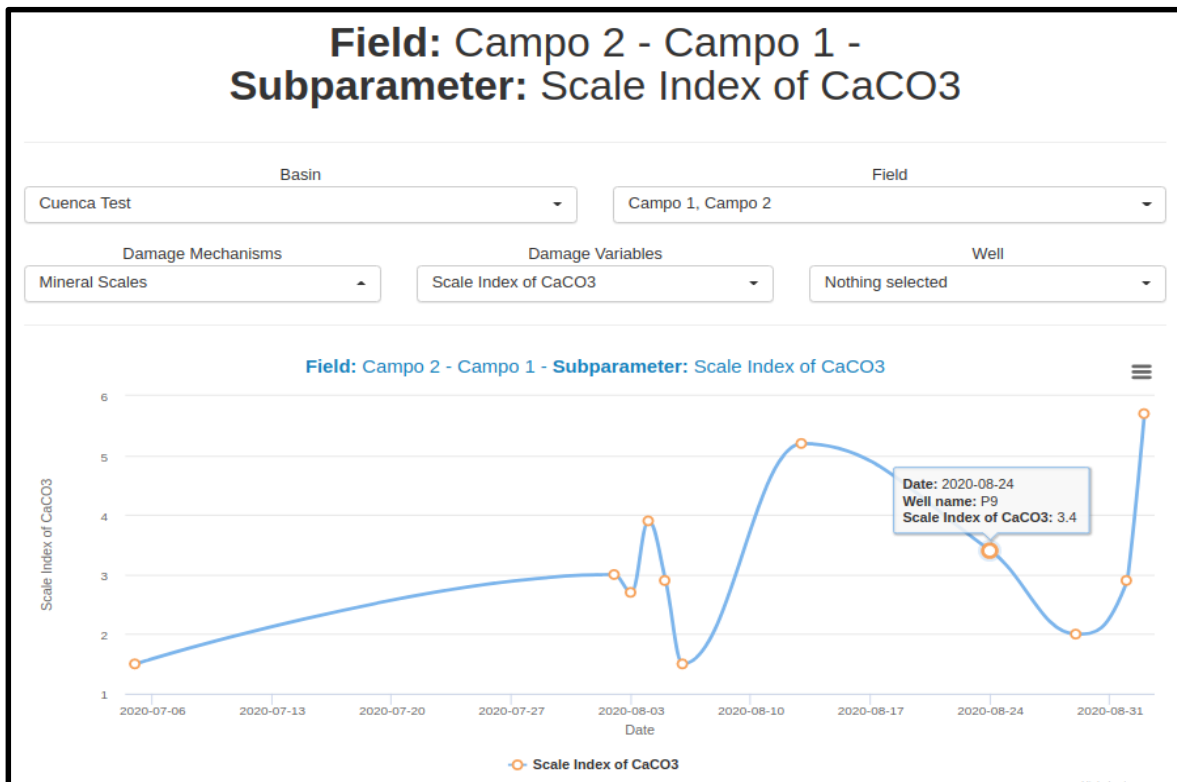 Field: Campo 2 - Campo 1 -
Subparameter: Scale Index of CaCO3
Basin
Field
Cuenca Test
Campo 1, Campo 2
Damage Mechanisms
Damage Variables
Well
Mineral Scales
Scale Index of CaCO3
Nothing selected
Field: Campo 2 - Campo 1 - Subparameter: Scale Index of CaCO3
6
5
4
3
2
1
Scale Index of CaCO3
Date: 2020-08-24
Well name: P9
Scale Index of CaCO3: 3.4
2020-07-06
2020-07-13
2020-07-20
2020-07-27
2020-08-03
2020-08-10
2020-08-17
2020-08-24
2020-08-31
Date
Scale Index of CaCO3